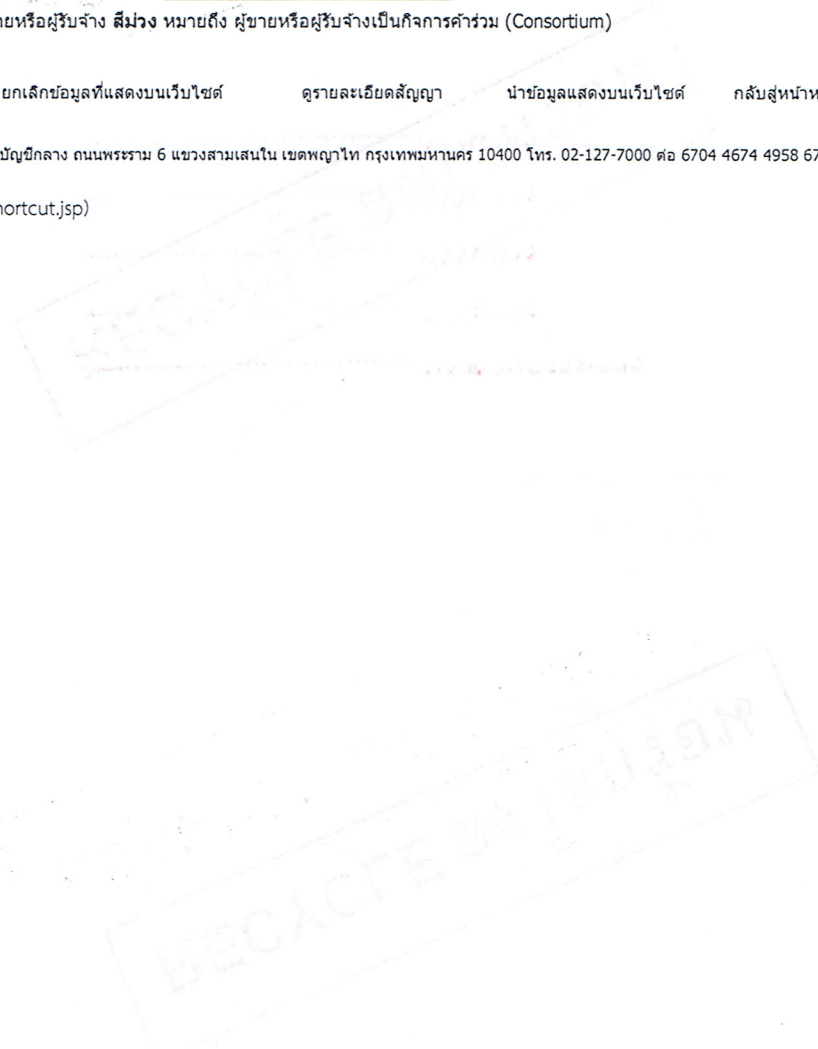 ยหรือผู้รับจ้าง สีม่วง หมายถึง ผู้ขายหรือผู้รับจ้างเป็นกิจการค้าร่วม (Consortium)
ยกเลิกข้อมูลที่แสดงบนเว็บไซต์ ดูรายละเอียดสัญญา นำข้อมูลแสดงบนเว็บไซต์ กลับสู่หน้าห
บัญชีกลาง ถนนพระราม 6 แขวงสามเสนใน เขตพญาไท กรุงเทพมหานคร 10400 โทร. 02-127-7000 ต่อ 6704 4674 4958 67
hortcut.jsp)
RECYCLE
RECYCLE